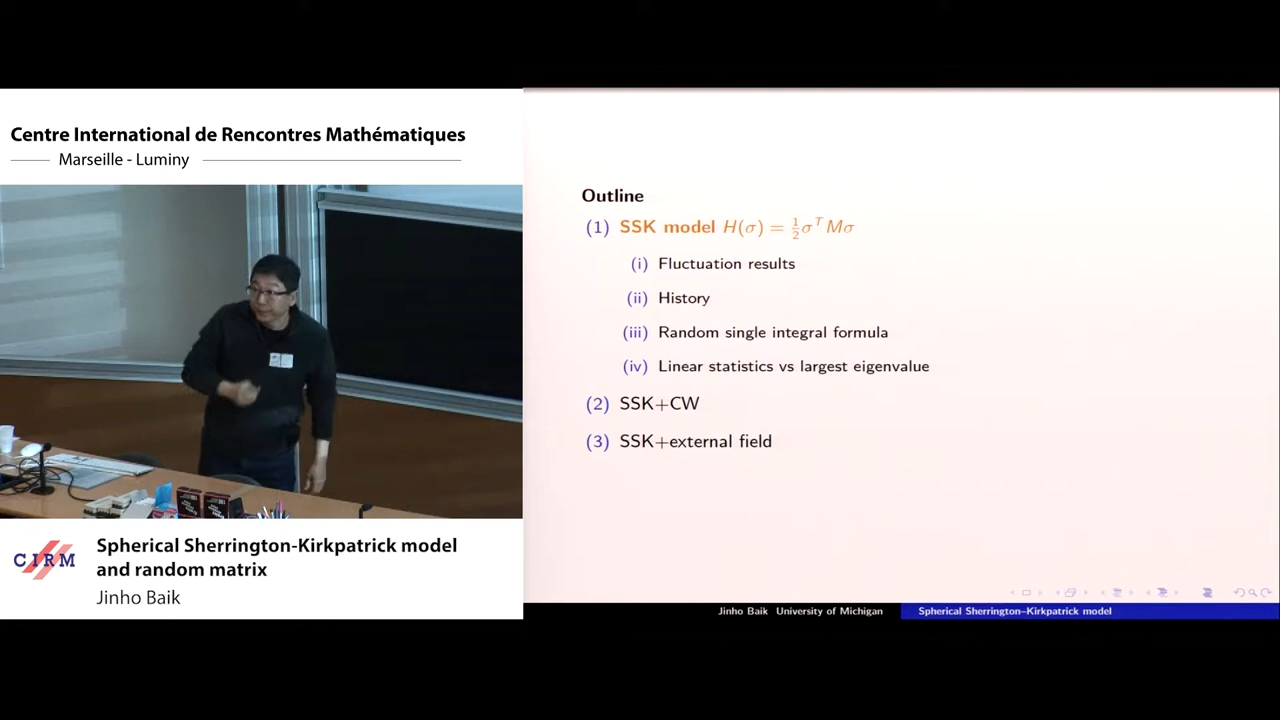 Centre International de Rencontres Mathématiques
Marseille - Luminy
CIRM
Spherical Sherrington-Kirkpatrick model
and random matrix
Jinho Baik
Outline
(1) SSK model H(σ) = ½σᵀMσ
(i) Fluctuation results
(ii) History
(iii) Random single integral formula
(iv) Linear statistics vs largest eigenvalue
(2) SSK+CW
(3) SSK+external field
Jinho Baik University of Michigan
Spherical Sherrington–Kirkpatrick model